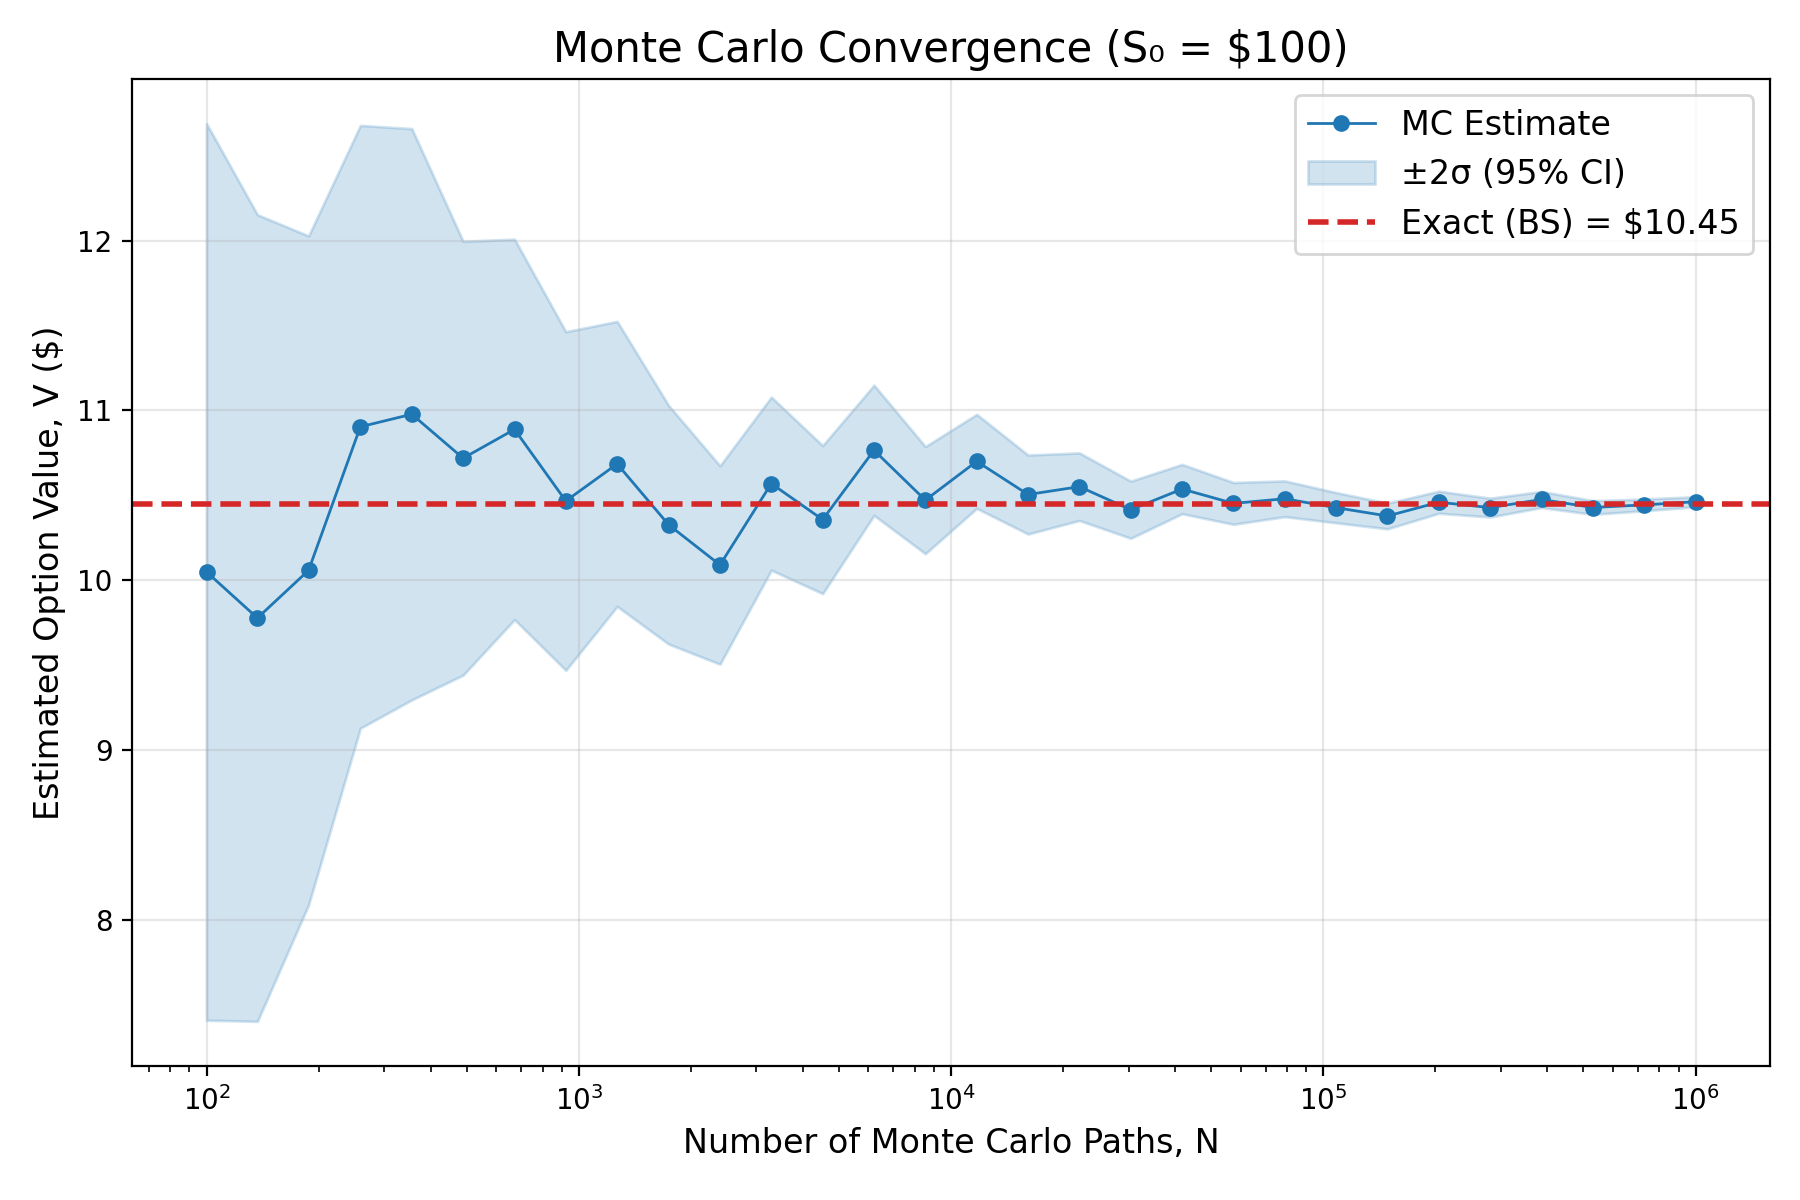 Monte Carlo Convergence (S₀ = $100)
MC Estimate
±2σ (95% CI)
Exact (BS) = $10.45
Estimated Option Value, V ($)
12
11
10
9
8
10² 10³ 10⁴ 10⁵ 10⁶
Number of Monte Carlo Paths, N